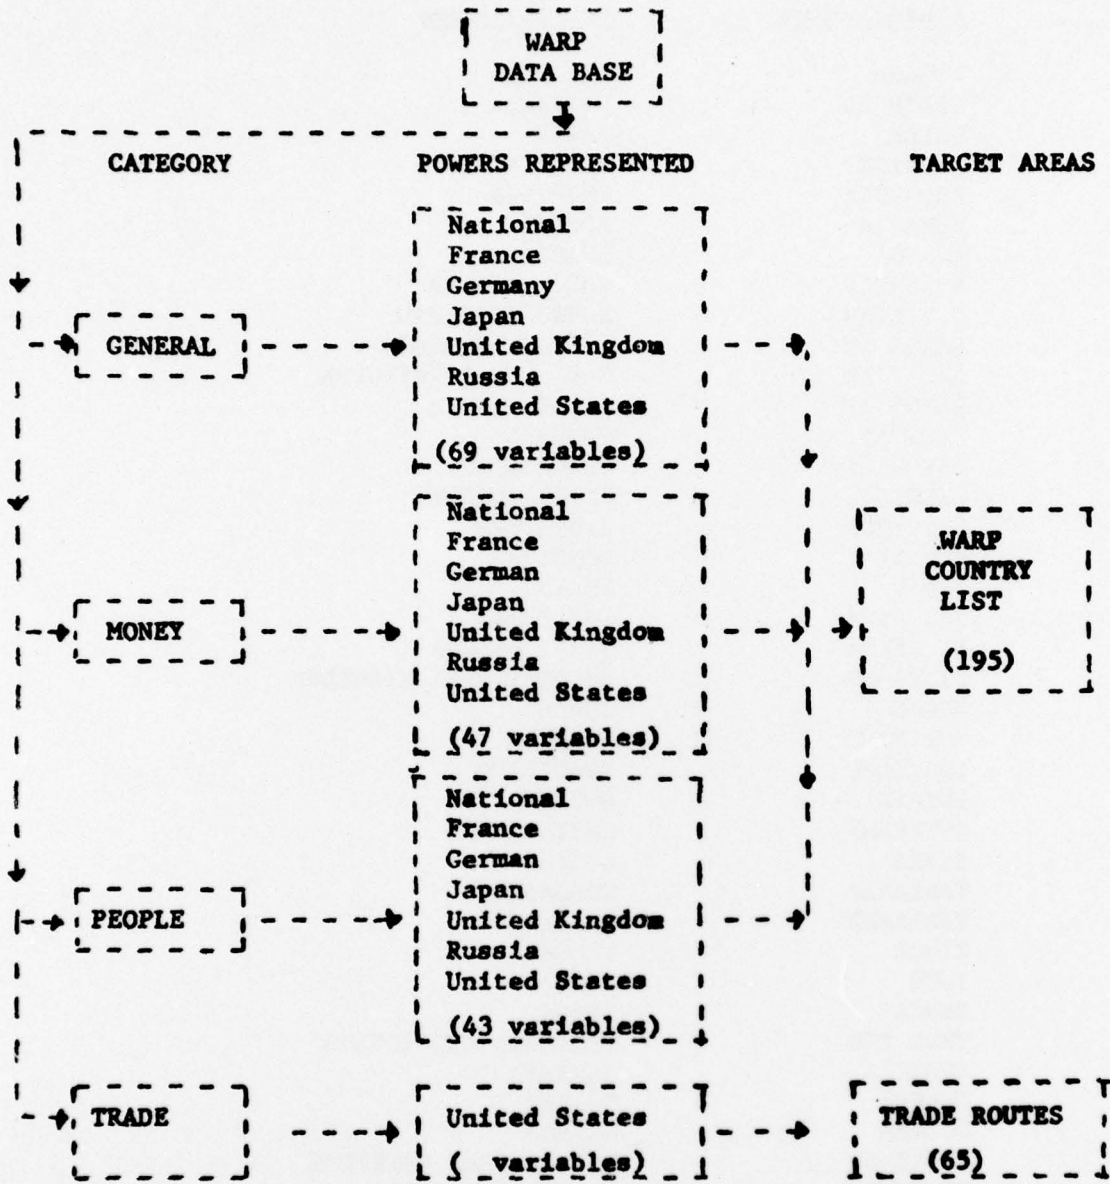 WARP
DATA BASE
CATEGORY POWERS REPRESENTED TARGET AREAS
National
France
Germany
Japan
GENERAL United Kingdom
Russia
United States
(69 variables)
National
France
German
Japan
MONEY United Kingdom
Russia
United States
(47 variables)
WARP
COUNTRY
LIST
(195)
National
France
German
Japan
PEOPLE United Kingdom
Russia
United States
(43 variables)
TRADE United States TRADE ROUTES
( variables) (65)